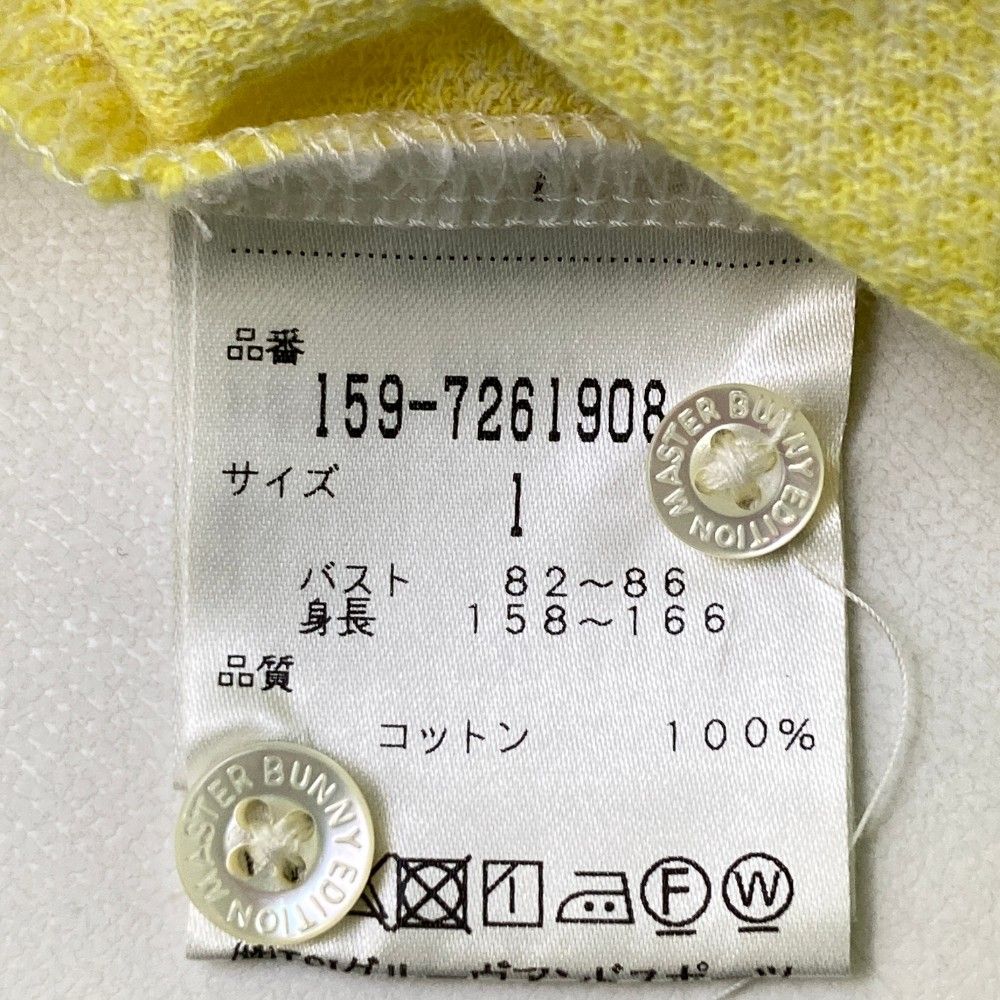 品番
159-7261908
サイズ
1
MASTER BUNNY EDITION
バスト 82〜86
身長 158〜166
品質
コットン 100%
MASTER BUNNY EDITION
F W